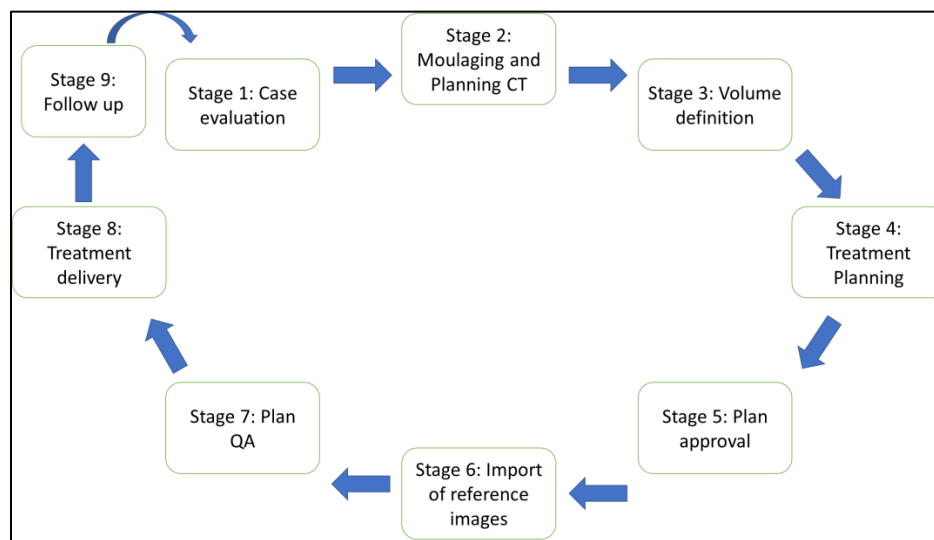 Stage 1: Case
evaluation
Stage 2:
Moulaging and
Planning CT
Stage 3: Volume
definition
Stage 4:
Treatment
Planning
Stage 5: Plan
approval
Stage 6: Import
of reference
images
Stage 7: Plan
QA
Stage 8:
Treatment
delivery
Stage 9:
Follow up